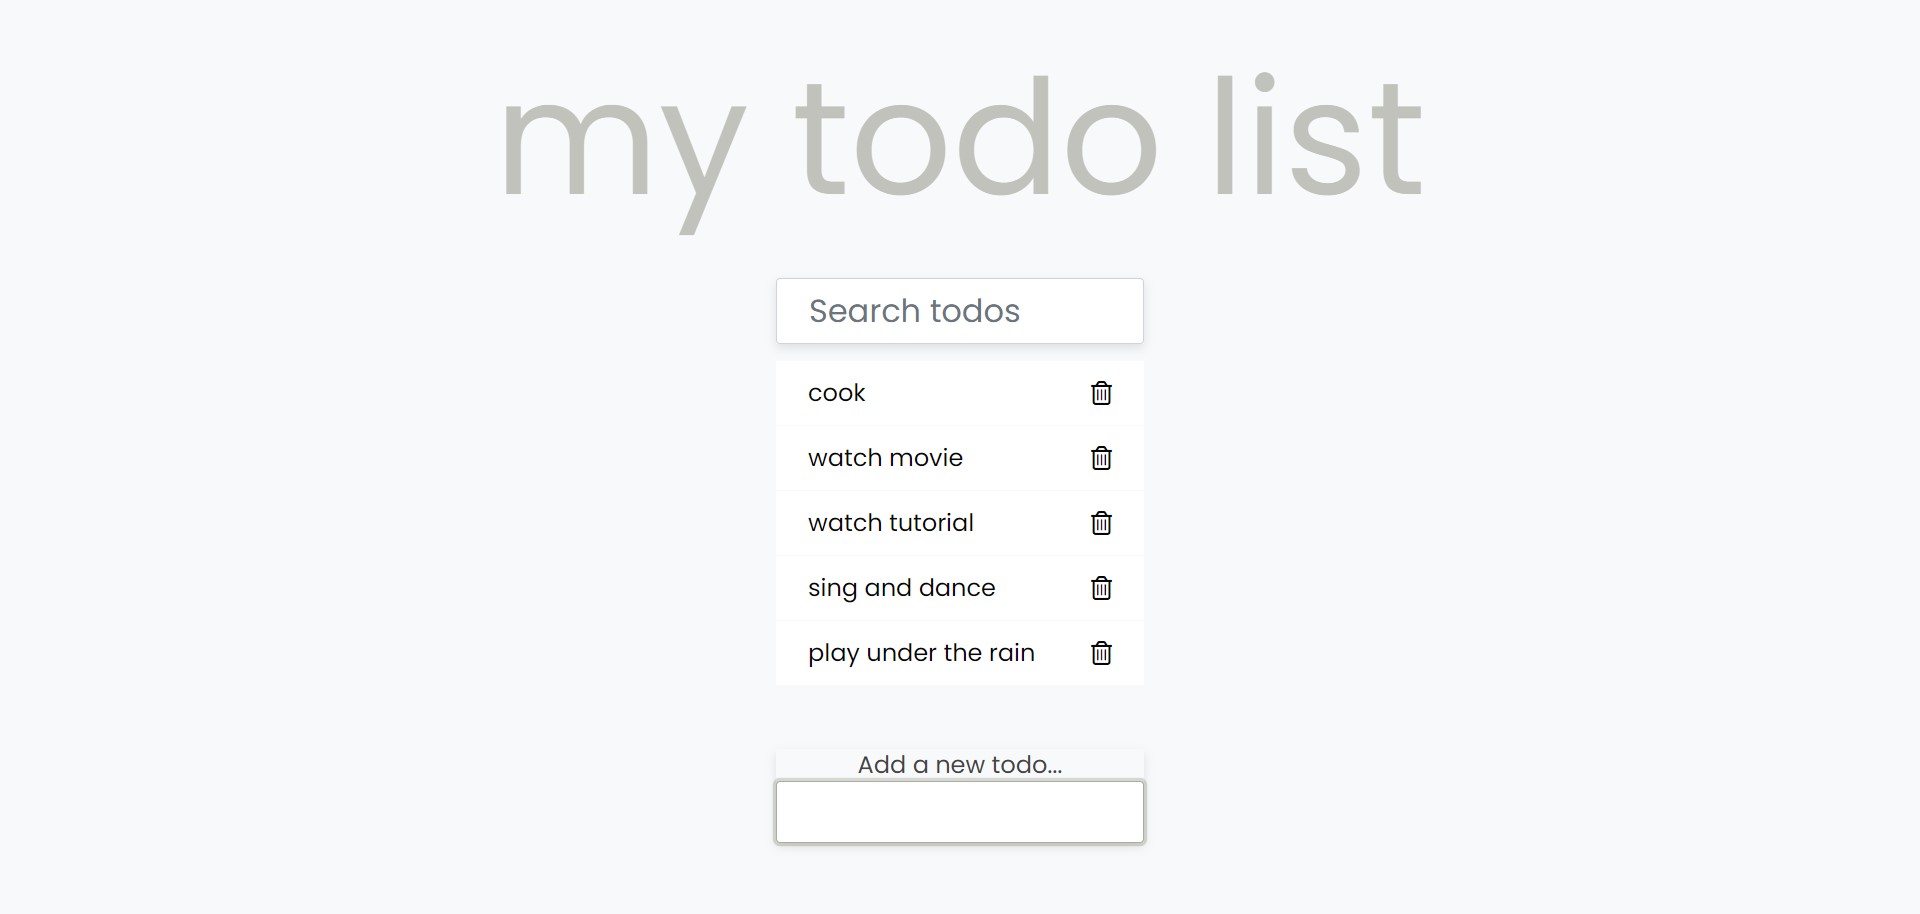 my todo list
Search todos
cook
watch movie
watch tutorial
sing and dance
play under the rain
Add a new todo...